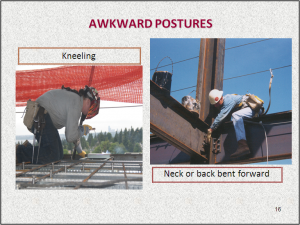 AWKWARD POSTURES
Kneeling
Neck or back bent forward
16